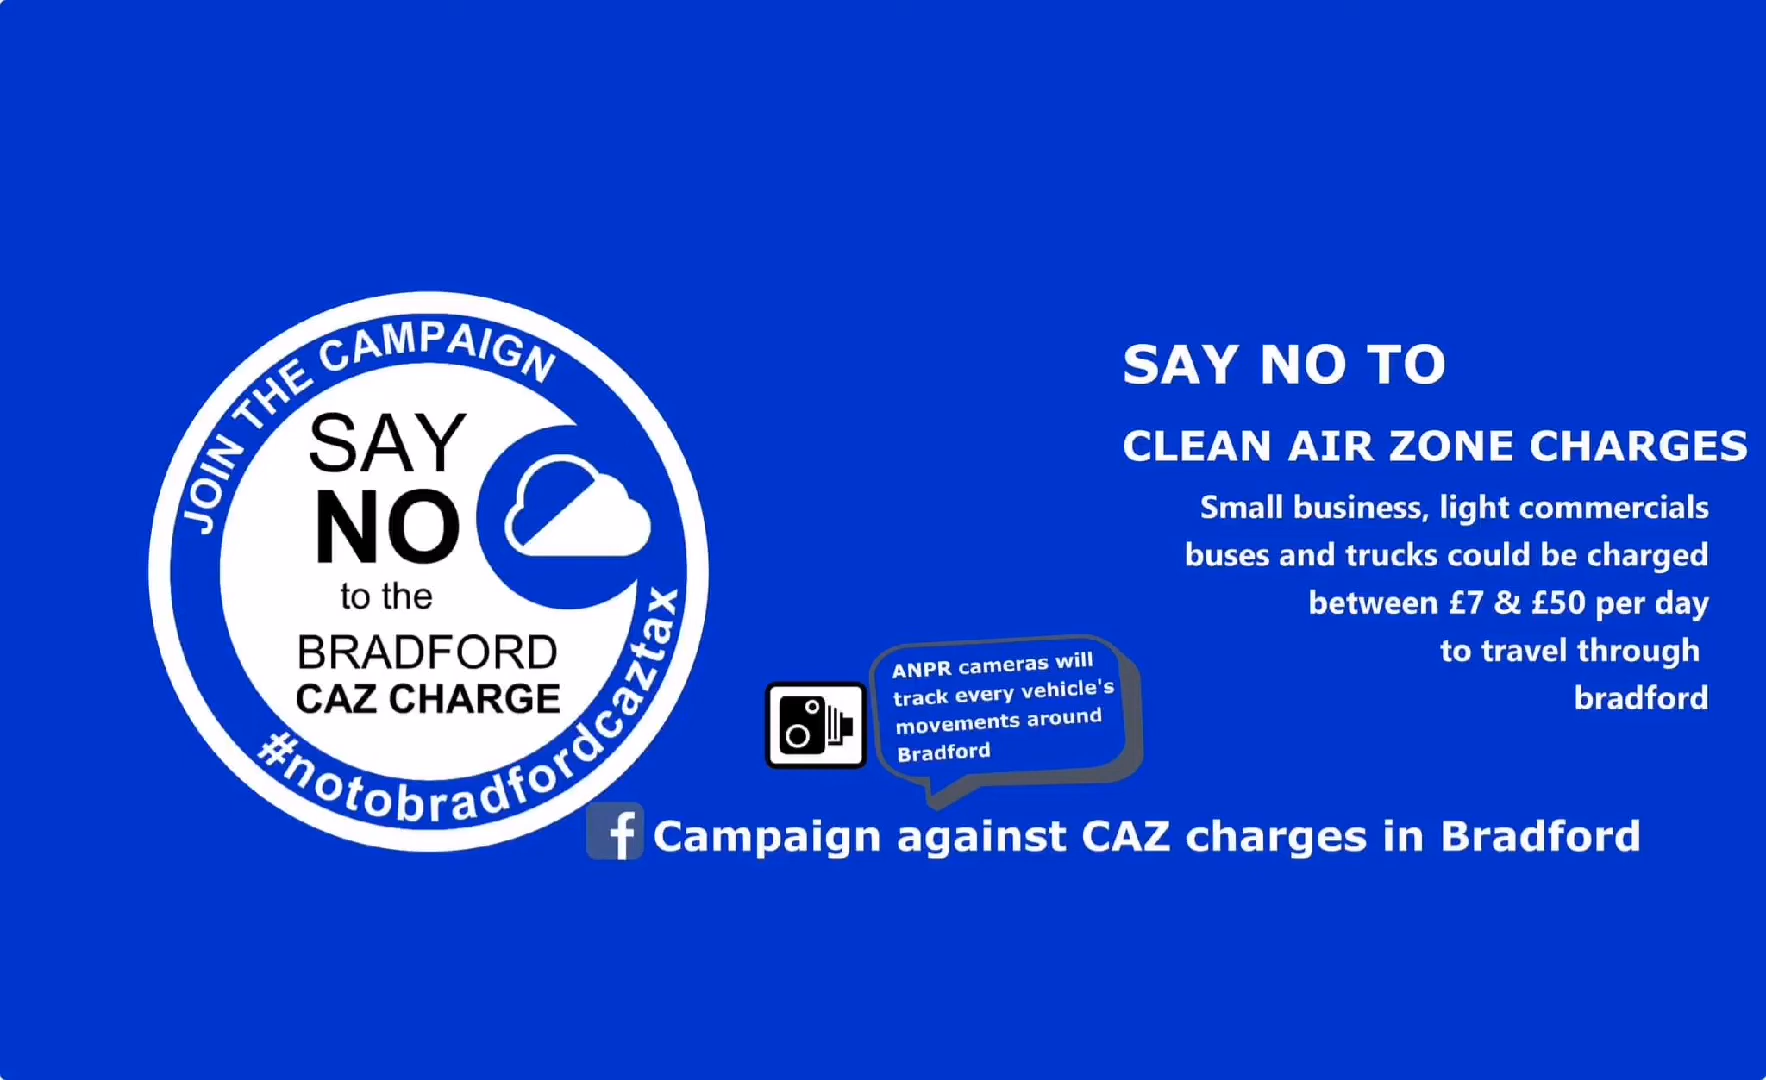 JOIN THE CAMPAIGN
SAY
NO
to the
BRADFORD
CAZ CHARGE
#notobradfordcaztax
SAY NO TO
CLEAN AIR ZONE CHARGES
Small business, light commercials
buses and trucks could be charged
between £7 & £50 per day
to travel through
bradford
ANPR cameras will
track every vehicle's
movements around
Bradford
f Campaign against CAZ charges in Bradford